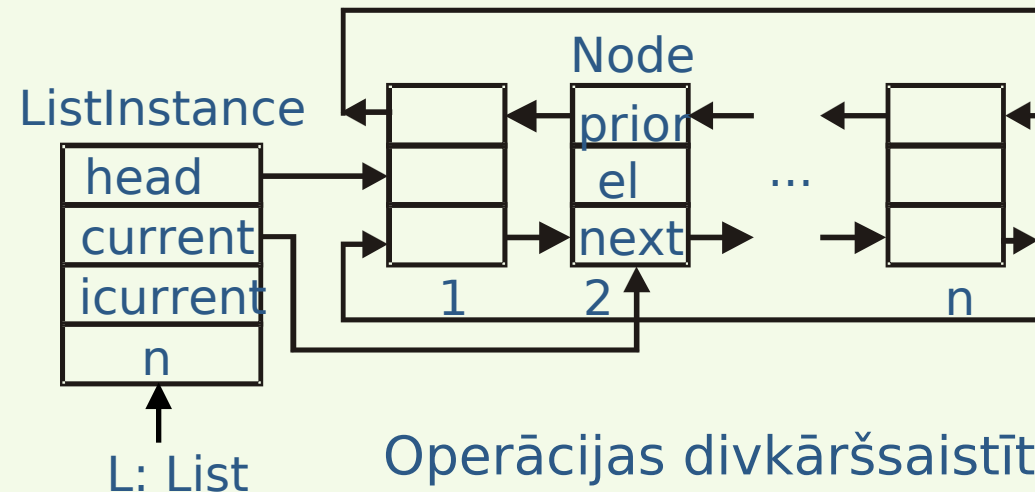 Node
ListInstance
prior
head
el
...
current
next
icurrent
1
2
n
n
L: List
Operācijas divkāršsaistīt